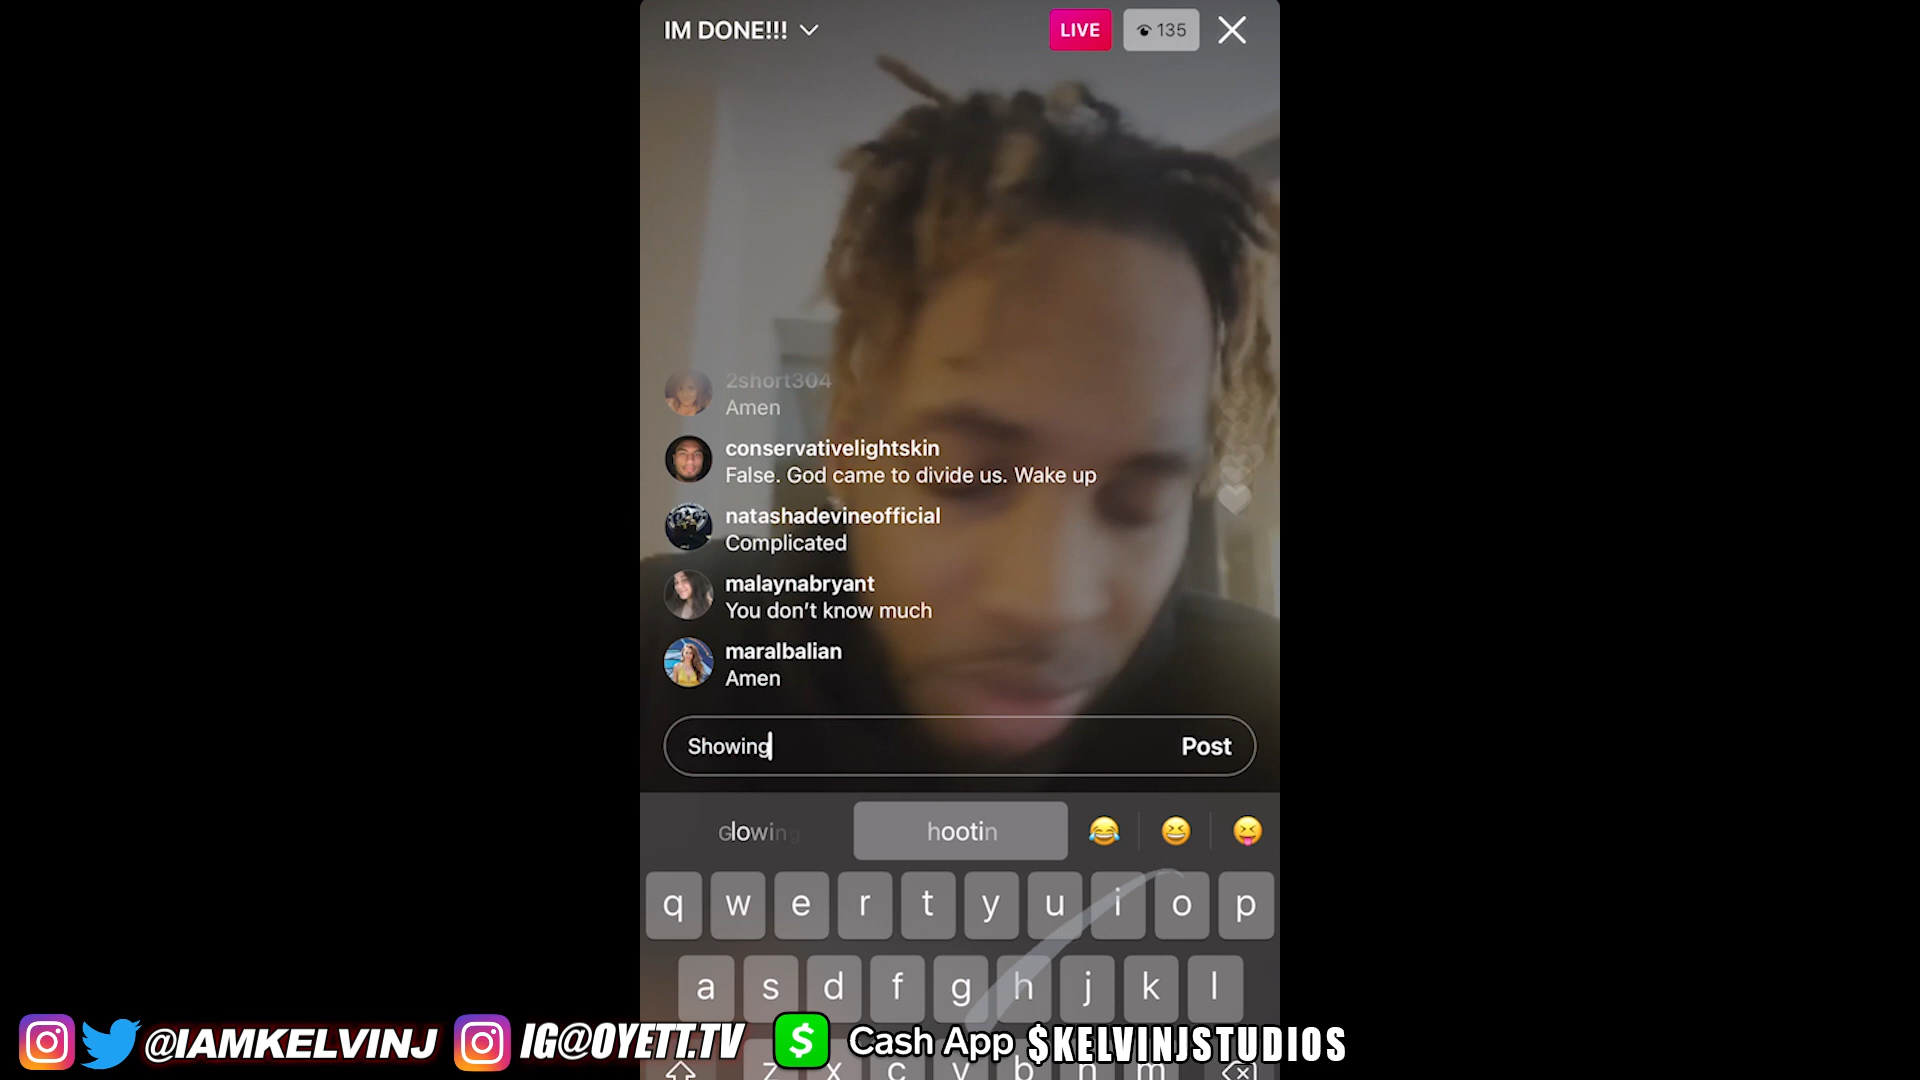 IM DONE!!!
LIVE
135
2short304
Amen
conservativelightskin
False. God came to divide us. Wake up
natashadevineofficial
Complicated
malaynabryant
You don’t know much
maralbalian
Amen
Showing
Post
Glowing
hootin
q w e r t y u i o p
a s d f g h j k l
z x c v b n m
@IAMKELVINJ
IG@OYETT.TV
$
Cash App $KELVINJSTUDIOS